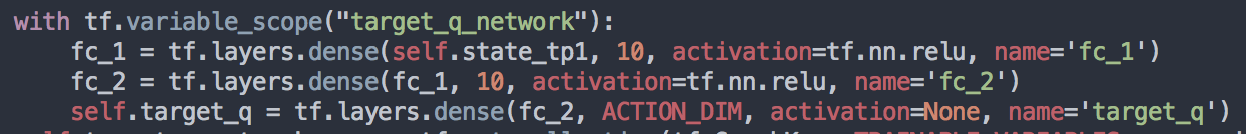 with tf.variable_scope("target_q_network"):
    fc_1 = tf.layers.dense(self.state_tp1, 10, activation=tf.nn.relu, name='fc_1')
    fc_2 = tf.layers.dense(fc_1, 10, activation=tf.nn.relu, name='fc_2')
    self.target_q = tf.layers.dense(fc_2, ACTION_DIM, activation=None, name='target_q')